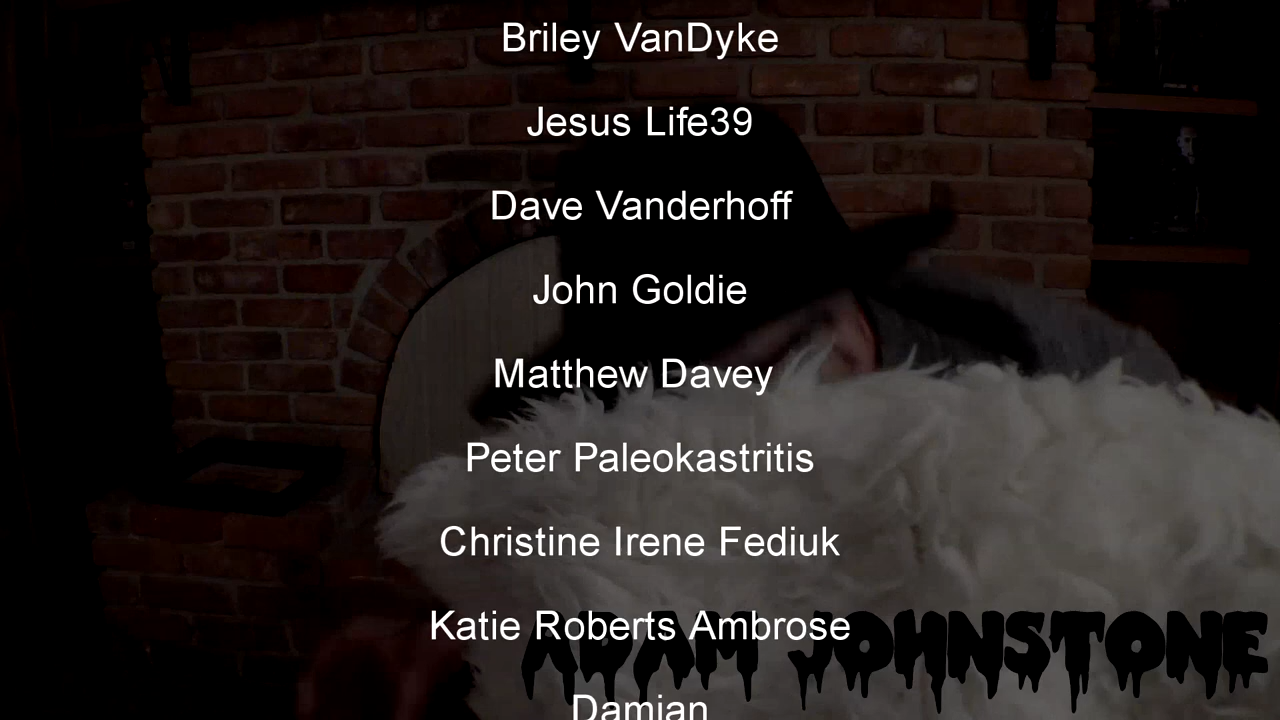 Briley VanDyke
Jesus Life39
Dave Vanderhoff
John Goldie
Matthew Davey
Peter Paleokastritis
Christine Irene Fediuk
Katie Roberts Ambrose
ADAM JOHNSTONE
Damian